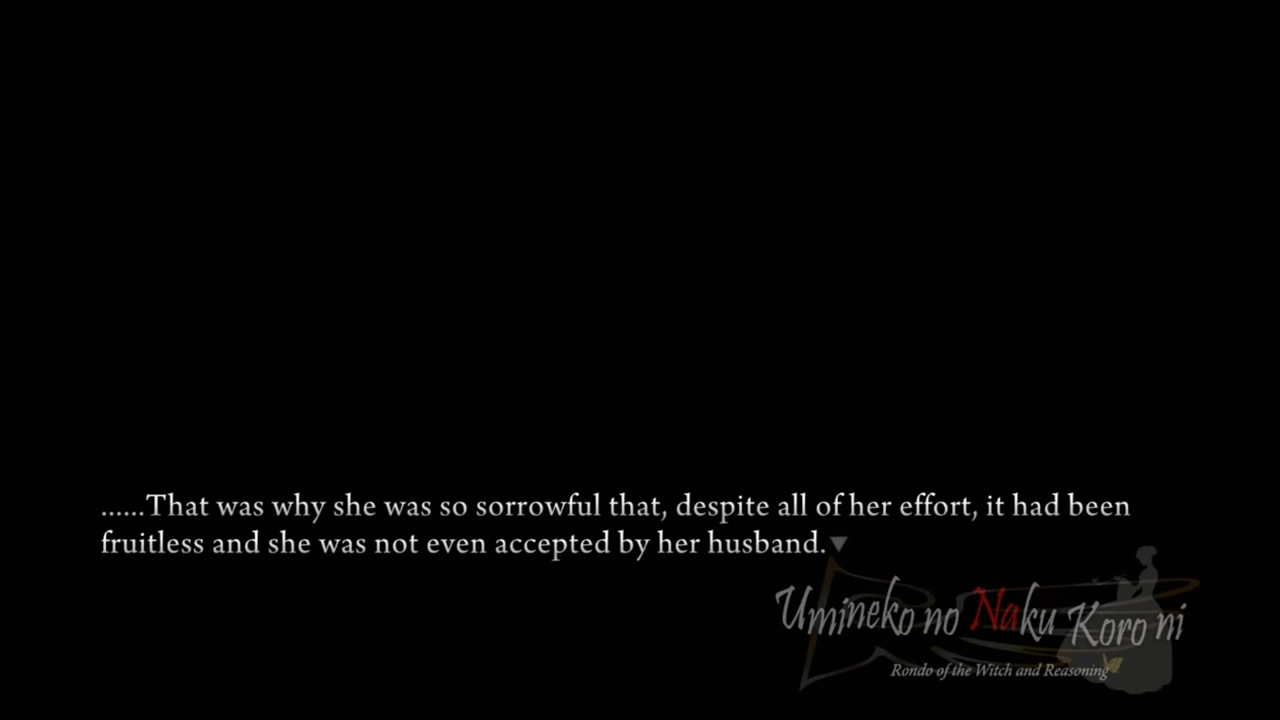 ......That was why she was so sorrowful that, despite all of her effort, it had been
fruitless and she was not even accepted by her husband.
Umineko no Naku Koro ni
Rondo of the Witch and Reasoning